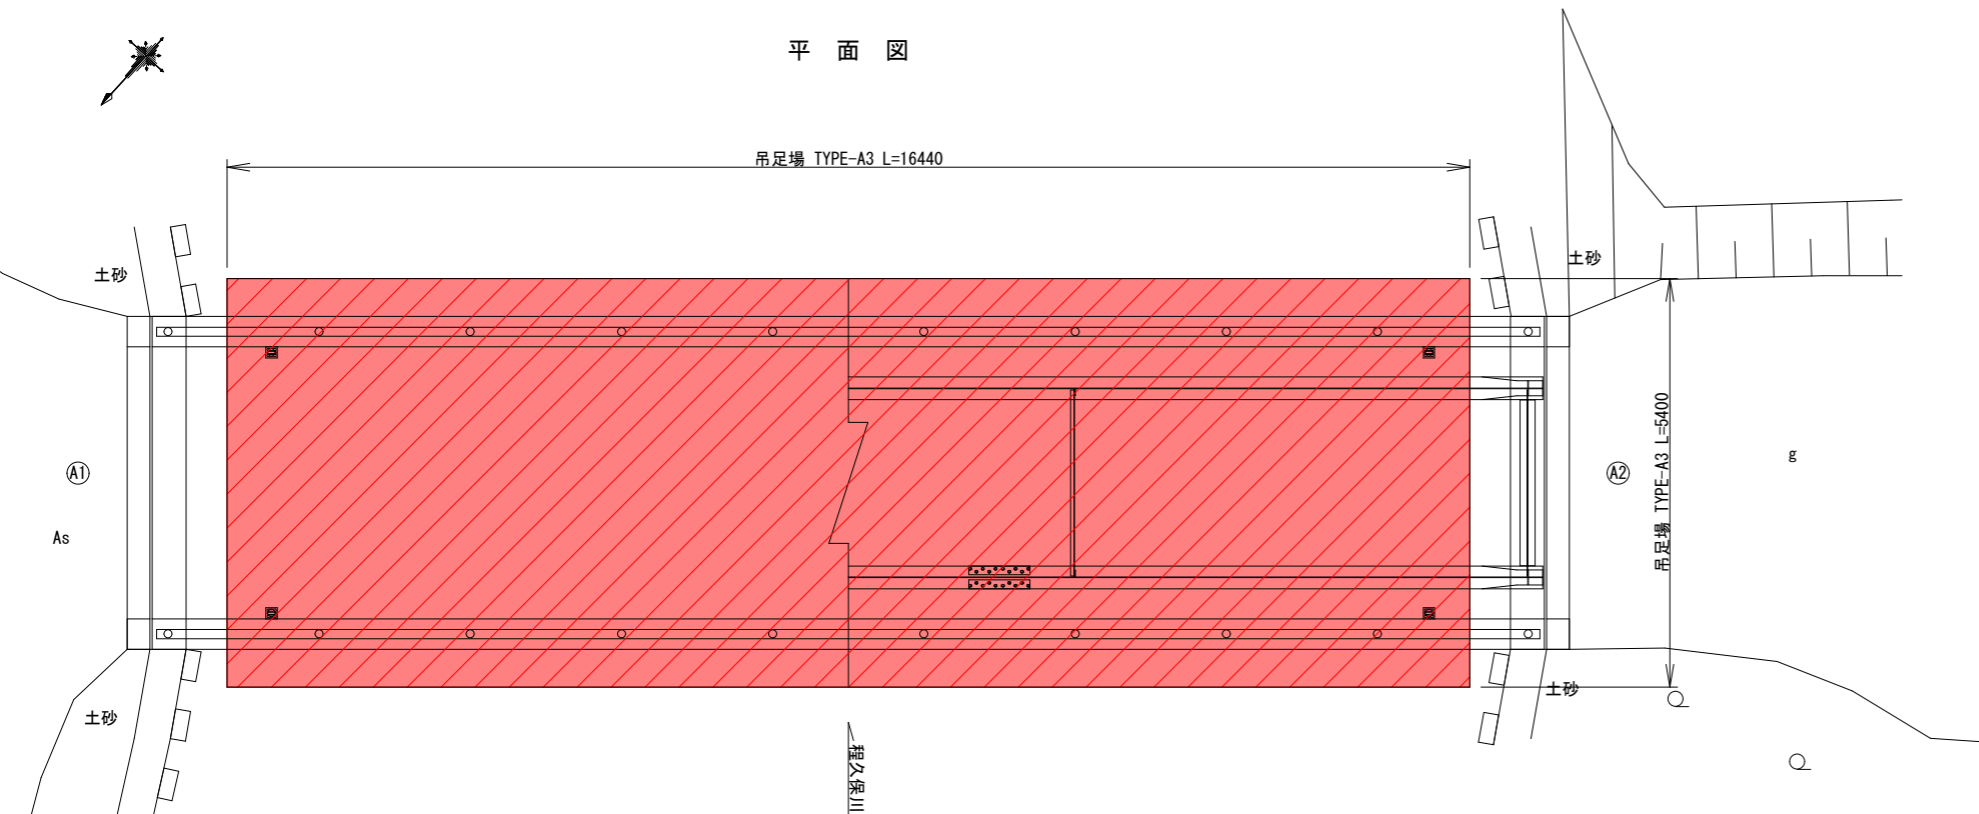 平 面 図
吊足場 TYPE-A3 L=16440
土砂
土砂
吊足場 TYPE-A3 L=5400
A1
A2
g
As
土砂
土砂
程久保川